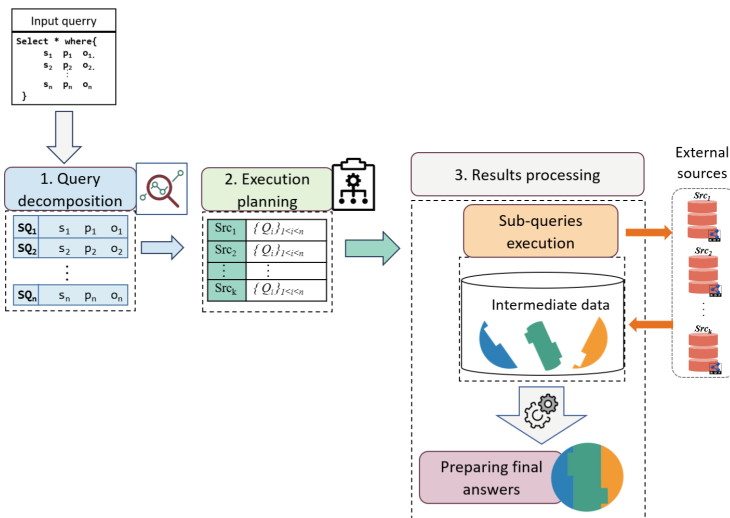 Input querry
Select * where{
s1 p1 o1.
s2 p2 o2.
⋮
sn pn on
}
1. Query
decomposition
SQ1 s1 p1 o1
SQ2 s2 p2 o2
⋮
SQn sn pn on
2. Execution
planning
Src1 { Qi}1<i<n
Src2 { Qi}1<i<n
⋮ ⋮
Srck { Qi}1<i<n
3. Results processing
Sub-queries
execution
Intermediate data
Preparing final
answers
External
sources
Src1
Src2
⋮
Srck